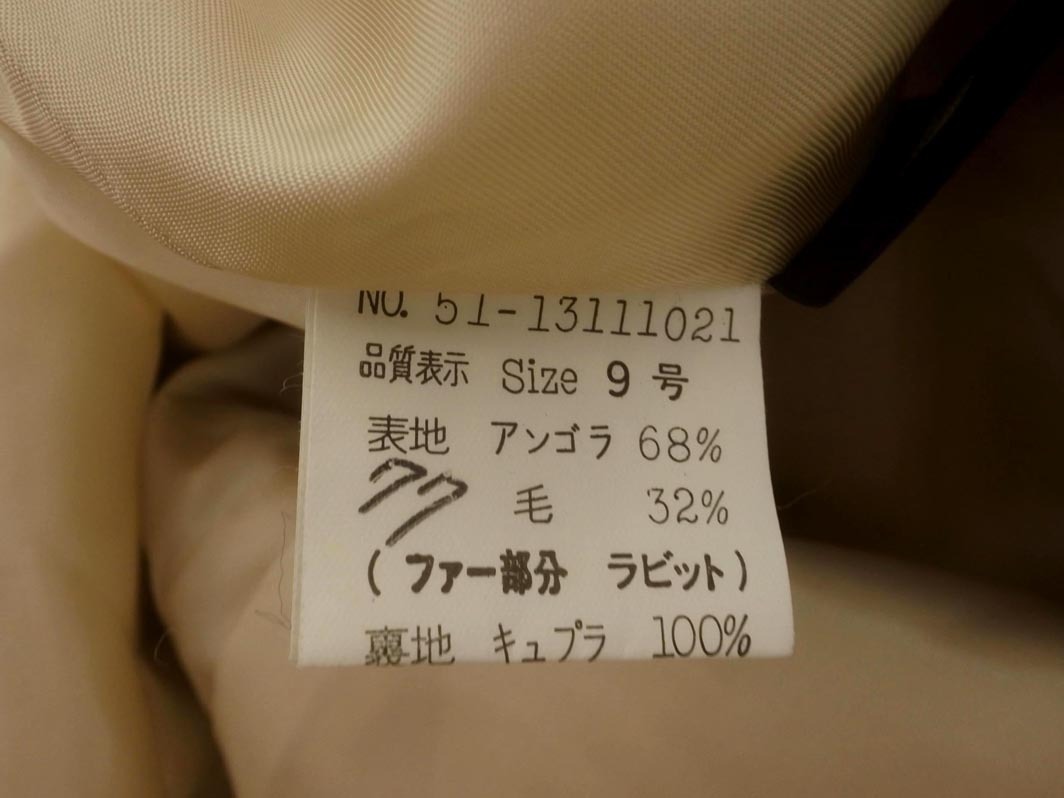 NO. 51-13111021
品質表示 Size 9 号
表地 アンゴラ 68%
毛 32%
( ファー部分 ラビット )
裏地 キュプラ 100%